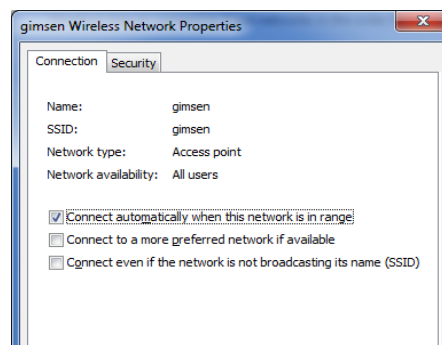 gimsen Wireless Network Properties
Connection Security
Name: gimsen
SSID: gimsen
Network type: Access point
Network availability: All users
Connect automatically when this network is in range
Connect to a more preferred network if available
Connect even if the network is not broadcasting its name (SSID)